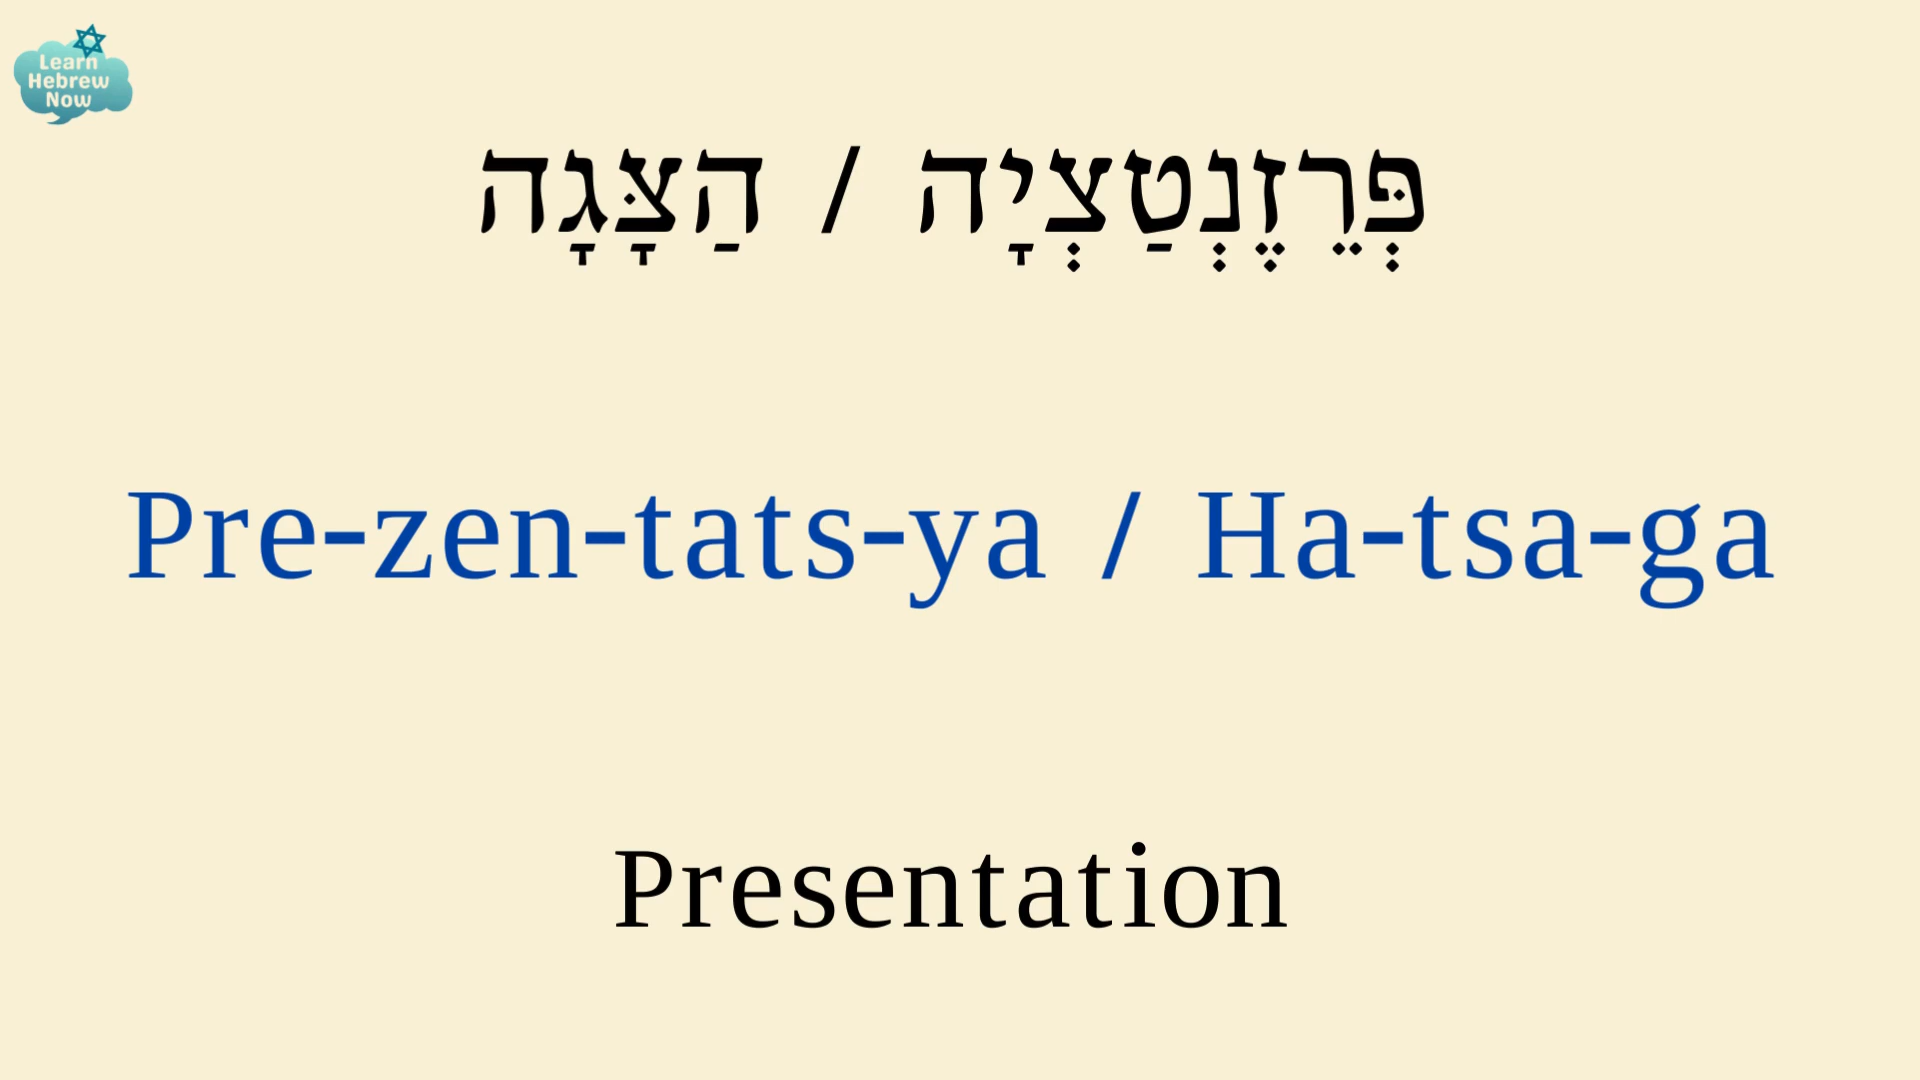 Learn
Hebrew
Now
פְּרֵזֶנְטַצְיָה / הַצָּגָה
Pre-zen-tats-ya / Ha-tsa-ga
Presentation